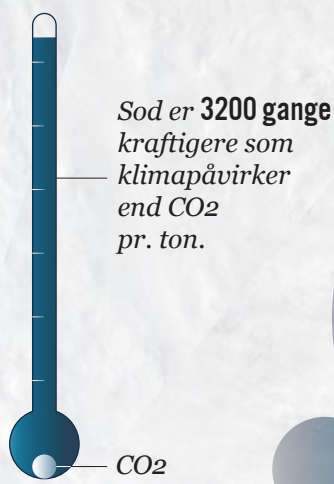 Sod er 3200 gange
kraftigere som
klimapåvirker
end CO2
pr. ton.
CO2